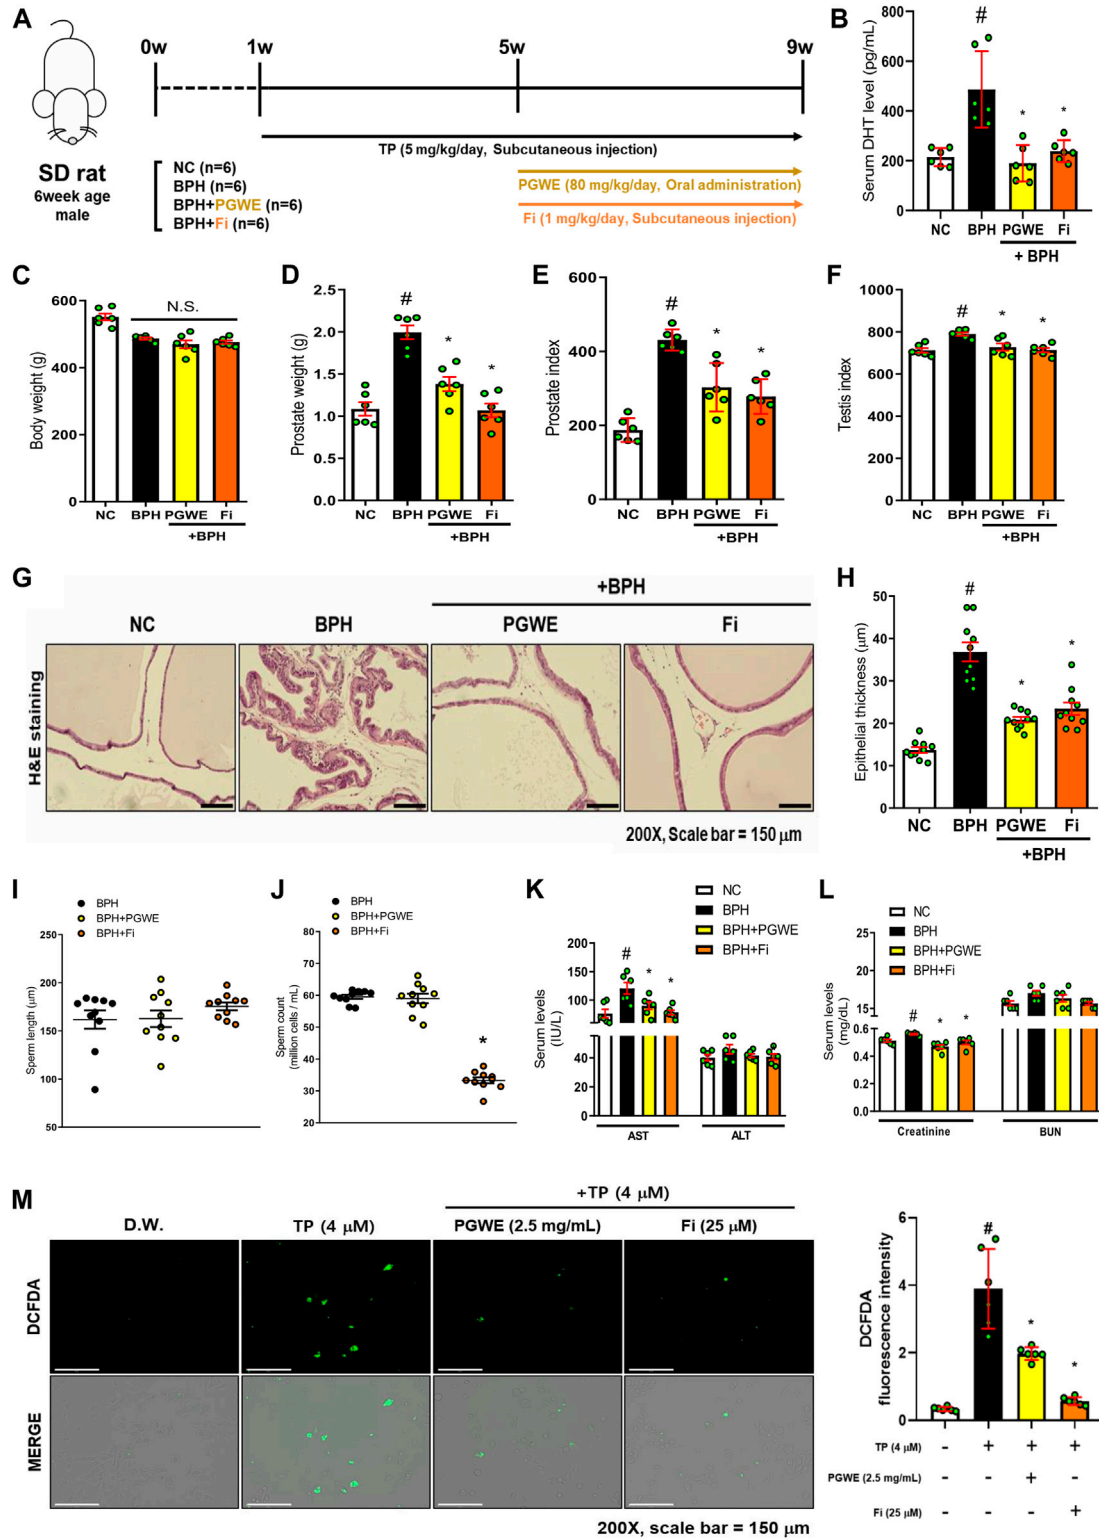 A
0w
1w
5w
9w
TP (5 mg/kg/day, Subcutaneous injection)
SD rat
6week age
male
NC (n=6)
BPH (n=6)
BPH+PGWE (n=6)
BPH+Fi (n=6)
PGWE (80 mg/kg/day, Oral administration)
Fi (1 mg/kg/day, Subcutaneous injection)
B
Serum DHT level (pg/mL)
800
600
400
200
0
#
*
*
NC
BPH
PGWE
Fi
+ BPH
C
Body weight (g)
600
400
200
0
N.S.
NC
BPH
PGWE
Fi
+BPH
D
Prostate weight (g)
2.5
2.0
1.5
1.0
0.5
0.0
#
*
*
NC
BPH
PGWE
Fi
+BPH
E
Prostate index
600
400
200
0
#
*
*
NC
BPH
PGWE
Fi
+BPH
F
Testis index
1000
800
600
400
200
0
#
*
*
NC
BPH
PGWE
Fi
+BPH
G
+BPH
NC
BPH
PGWE
Fi
H&E staining
200X, Scale bar = 150 μm
H
Epithelial thickness (μm)
50
40
30
20
10
0
#
*
*
NC
BPH
PGWE
Fi
+BPH
I
BPH
BPH+PGWE
BPH+Fi
Sperm length (μm)
250
200
150
100
50
J
BPH
BPH+PGWE
BPH+Fi
Sperm count
(million cells / mL)
80
70
60
50
40
30
20
*
K
NC
BPH
BPH+PGWE
BPH+Fi
Serum levels
(IU/L)
200
150
100
60
40
20
0
#
*
*
AST
ALT
L
NC
BPH
BPH+PGWE
BPH+Fi
Serum levels
(mg/dL)
25
20
15
0.6
0.4
0.2
0.0
#
*
*
Creatinine
BUN
M
+TP (4 μM)
D.W.
TP (4 μM)
PGWE (2.5 mg/mL)
Fi (25 μM)
DCFDA
MERGE
200X, scale bar = 150 μm
DCFDA
fluorescence intensity
6
4
2
0
#
*
*
TP (4 μM) - + + +
PGWE (2.5 mg/mL) - - + -
Fi (25 μM) - - - +